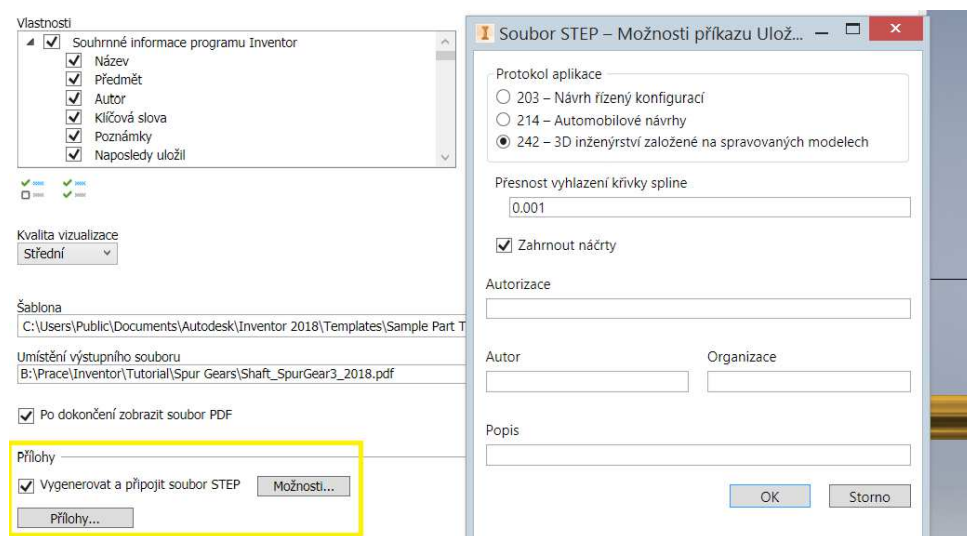 Vlastnosti
Souhrnné informace programu Inventor
Název
Předmět
Autor
Klíčová slova
Poznámky
Naposledy uložil
Kvalita vizualizace
Střední
Šablona
C:\Users\Public\Documents\Autodesk\Inventor 2018\Templates\Sample Part T
Umístění výstupního souboru
B:\Prace\Inventor\Tutorial\Spur Gears\Shaft_SpurGear3_2018.pdf
Po dokončení zobrazit soubor PDF
Přílohy
Vygenerovat a připojit soubor STEP Možnosti...
Přílohy...
Soubor STEP – Možnosti příkazu Ulož...
Protokol aplikace
203 – Návrh řízený konfigurací
214 – Automobilové návrhy
242 – 3D inženýrství založené na spravovaných modelech
Přesnost vyhlazení křivky spline
0.001
Zahrnout náčrty
Autorizace
Autor Organizace
Popis
OK Storno